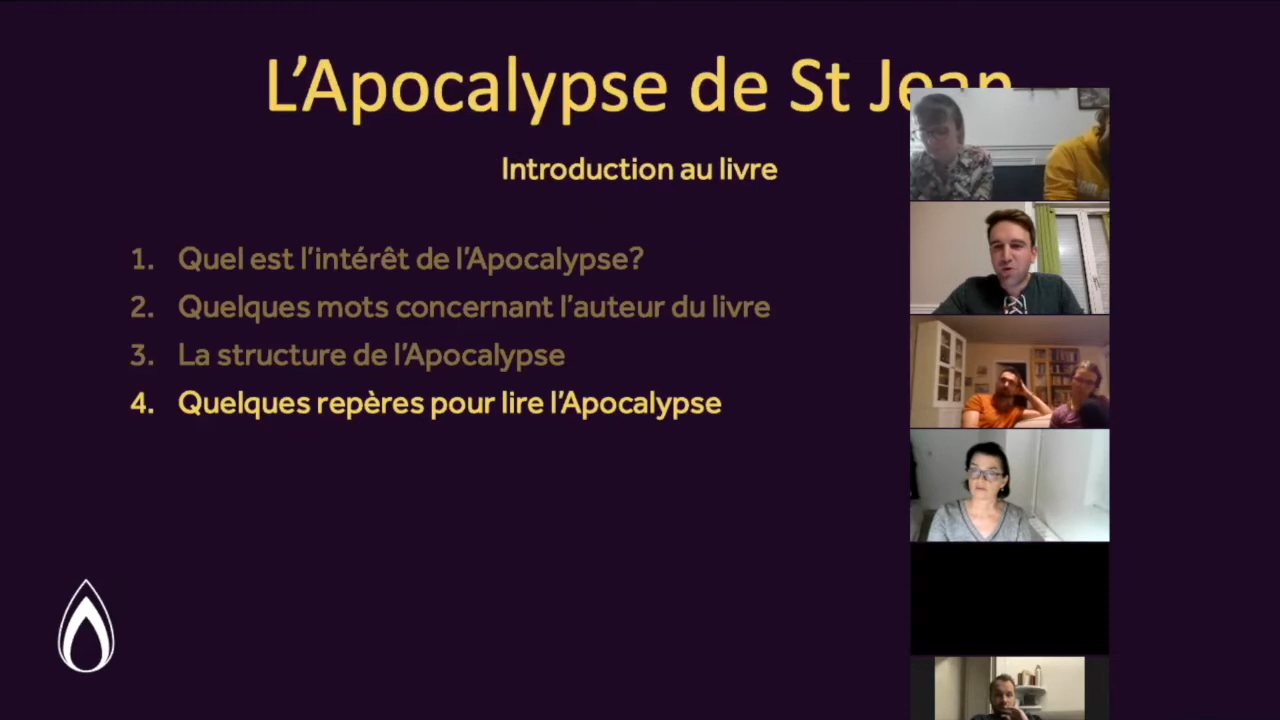 L'Apocalypse de St Jean
Introduction au livre
1. Quel est l'intérêt de l'Apocalypse?
2. Quelques mots concernant l'auteur du livre
3. La structure de l'Apocalypse
4. Quelques repères pour lire l'Apocalypse